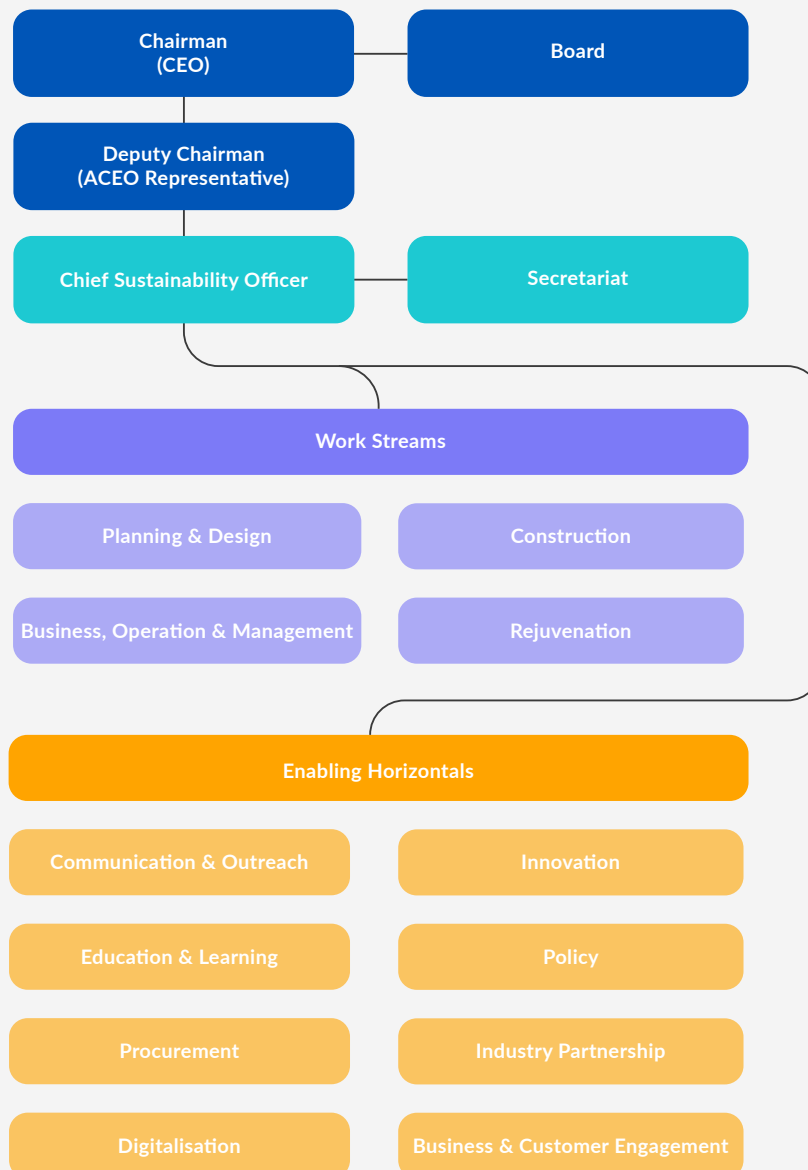 Chairman
(CEO)
Board
Deputy Chairman
(ACEO Representative)
Chief Sustainability Officer
Secretariat
Work Streams
Planning & Design
Construction
Business, Operation & Management
Rejuvenation
Enabling Horizontals
Communication & Outreach
Innovation
Education & Learning
Policy
Procurement
Industry Partnership
Digitalisation
Business & Customer Engagement